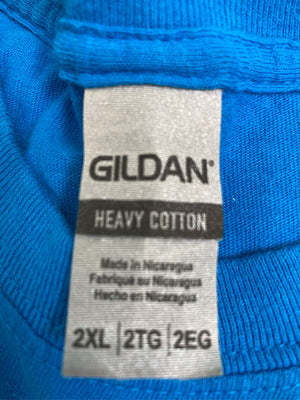 GILDAN®
HEAVY COTTON
Made in Nicaragua
Fabriqué au Nicaragua
Hecho en Nicaragua
2XL | 2TG | 2EG